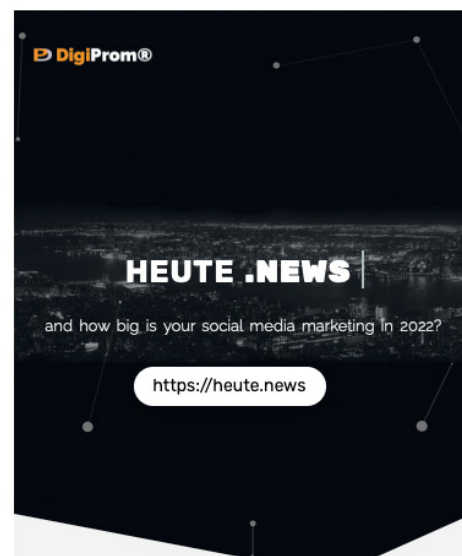 DigiProm®
HEUTE .NEWS
and how big is your social media marketing in 2022?
https://heute.news